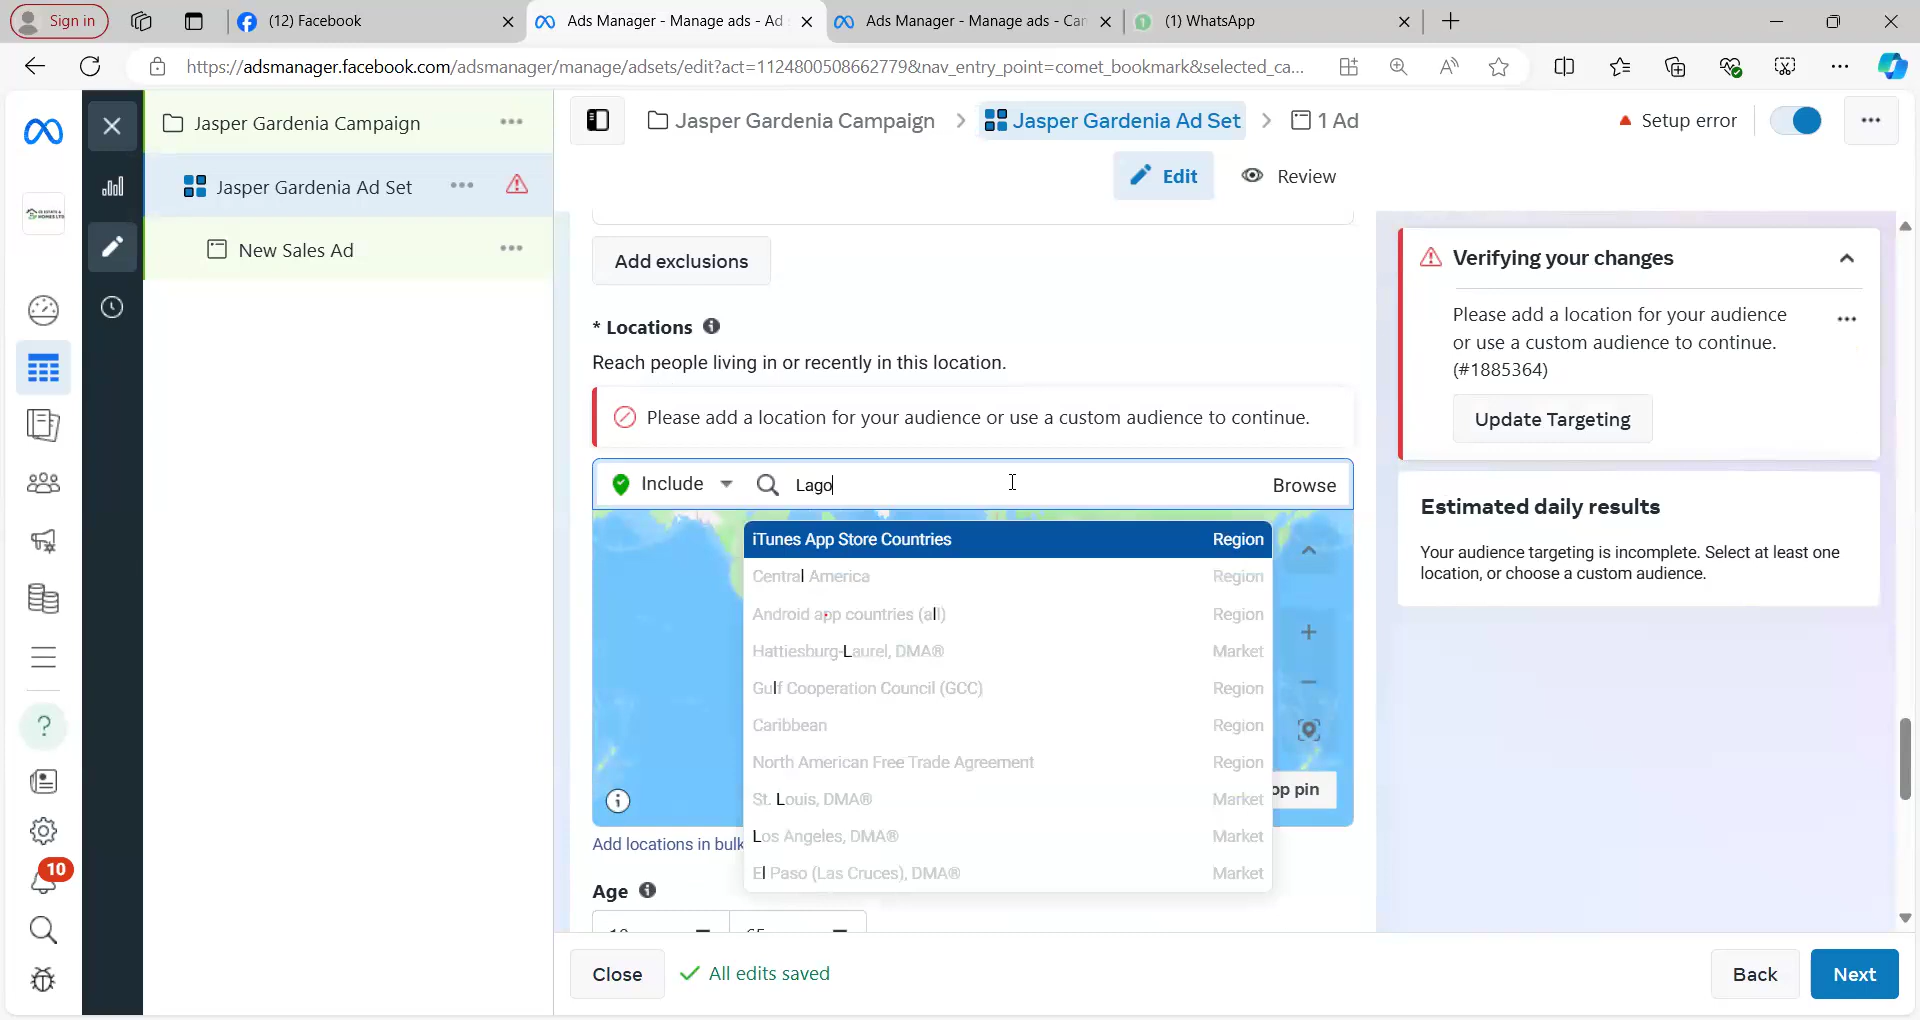 Sign in
(12) Facebook
Ads Manager - Manage ads - Ad
Ads Manager - Manage ads - Car
(1) WhatsApp
https://adsmanager.facebook.com/adsmanager/manage/adsets/edit?act=1124800508662779&nav_entry_point=comet_bookmark&selected_ca...
Jasper Gardenia Campaign
Jasper Gardenia Ad Set
New Sales Ad
10
Jasper Gardenia Campaign
Jasper Gardenia Ad Set
1 Ad
Setup error
Edit
Review
Add exclusions
* Locations
Reach people living in or recently in this location.
Please add a location for your audience or use a custom audience to continue.
Include
Lago
Browse
iTunes App Store Countries Region
Central America Region
Android app countries (all) Region
Hattiesburg-Laurel, DMA® Market
Gulf Cooperation Council (GCC) Region
Caribbean Region
North American Free Trade Agreement Region
St. Louis, DMA® Market
Los Angeles, DMA® Market
El Paso (Las Cruces), DMA® Market
op pin
Add locations in bulk
Age
Verifying your changes
Please add a location for your audience
or use a custom audience to continue.
(#1885364)
Update Targeting
Estimated daily results
Your audience targeting is incomplete. Select at least one
location, or choose a custom audience.
Close
All edits saved
Back
Next